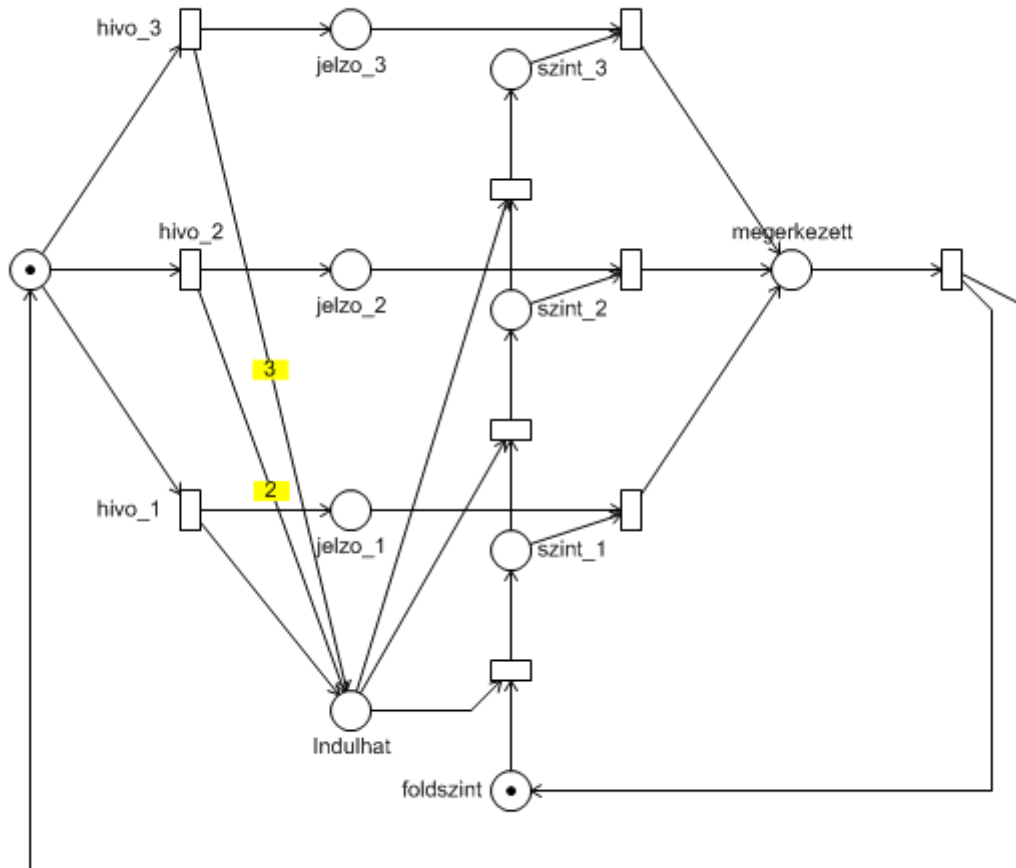 hivo_3
jelzo_3
szint_3
hivo_2
megerkezett
jelzo_2
szint_2
3
2
hivo_1
jelzo_1
szint_1
Indulhat
foldszint